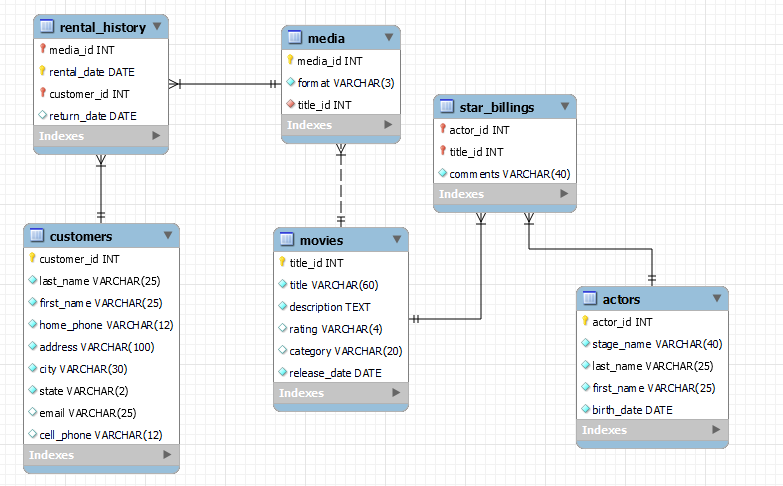 rental_history
media_id INT
rental_date DATE
customer_id INT
return_date DATE
Indexes
media
media_id INT
format VARCHAR(3)
title_id INT
Indexes
star_billings
actor_id INT
title_id INT
comments VARCHAR(40)
Indexes
customers
customer_id INT
last_name VARCHAR(25)
first_name VARCHAR(25)
home_phone VARCHAR(12)
address VARCHAR(100)
city VARCHAR(30)
state VARCHAR(2)
email VARCHAR(25)
cell_phone VARCHAR(12)
Indexes
movies
title_id INT
title VARCHAR(60)
description TEXT
rating VARCHAR(4)
category VARCHAR(20)
release_date DATE
Indexes
actors
actor_id INT
stage_name VARCHAR(40)
last_name VARCHAR(25)
first_name VARCHAR(25)
birth_date DATE
Indexes